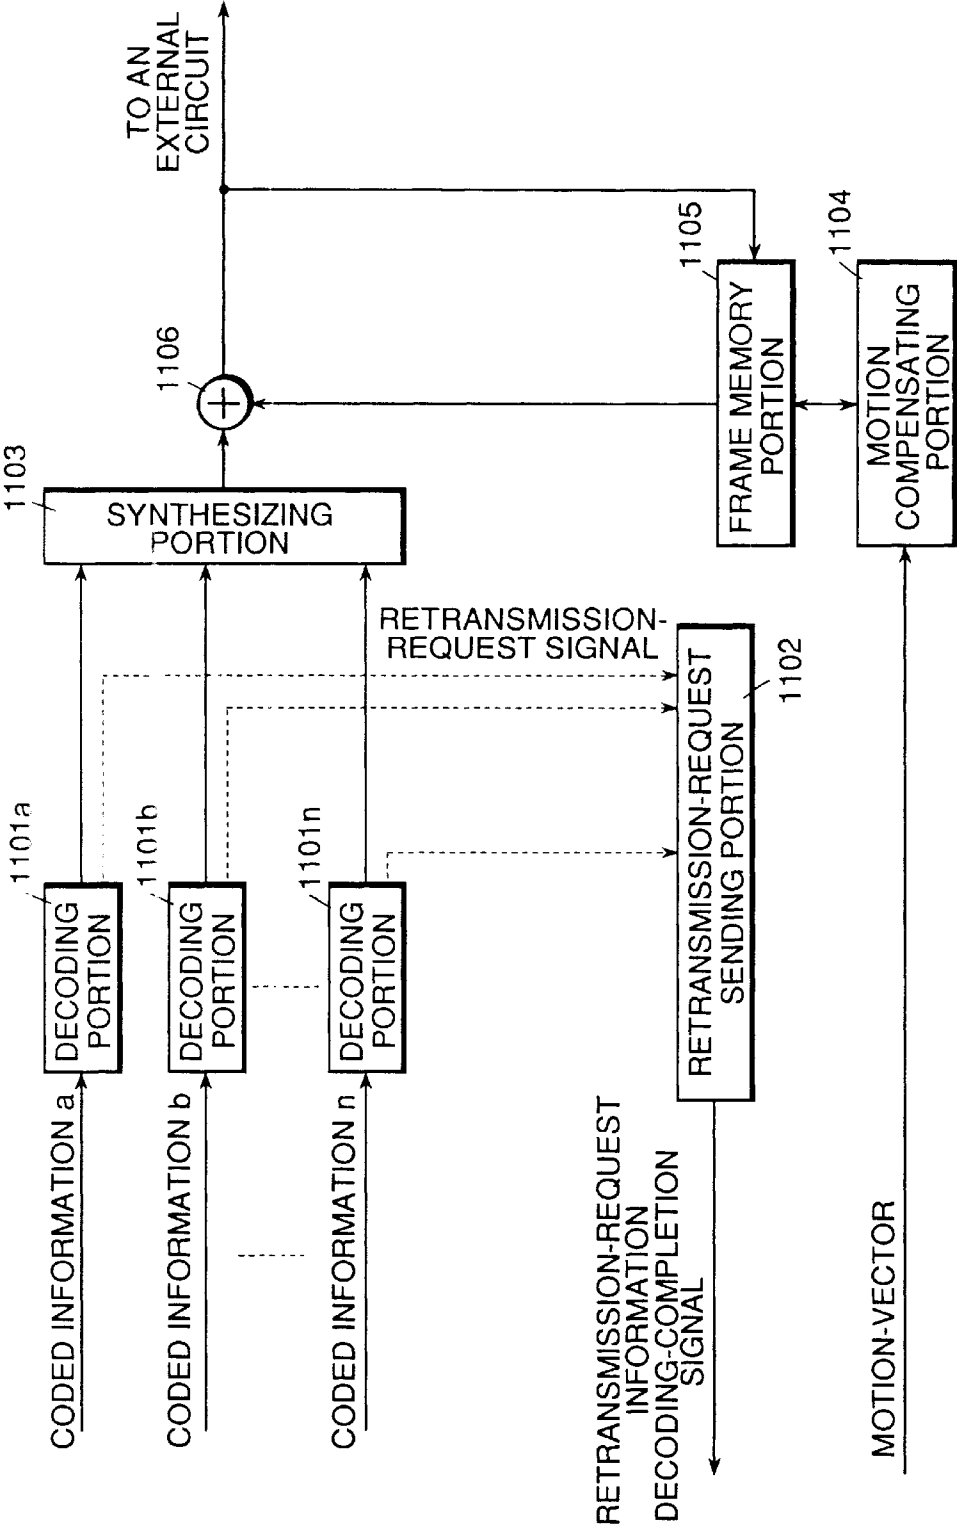 CODED INFORMATION a
1101a
DECODING
PORTION
CODED INFORMATION b
1101b
DECODING
PORTION
CODED INFORMATION n
1101n
DECODING
PORTION
1103
SYNTHESIZING
PORTION
1106
TO AN
EXTERNAL
CIRCUIT
RETRANSMISSION-
REQUEST SIGNAL
RETRANSMISSION-REQUEST
INFORMATION
DECODING-COMPLETION
SIGNAL
RETRANSMISSION-REQUEST
SENDING PORTION
1102
1105
FRAME MEMORY
PORTION
1104
MOTION
COMPENSATING
PORTION
MOTION-VECTOR